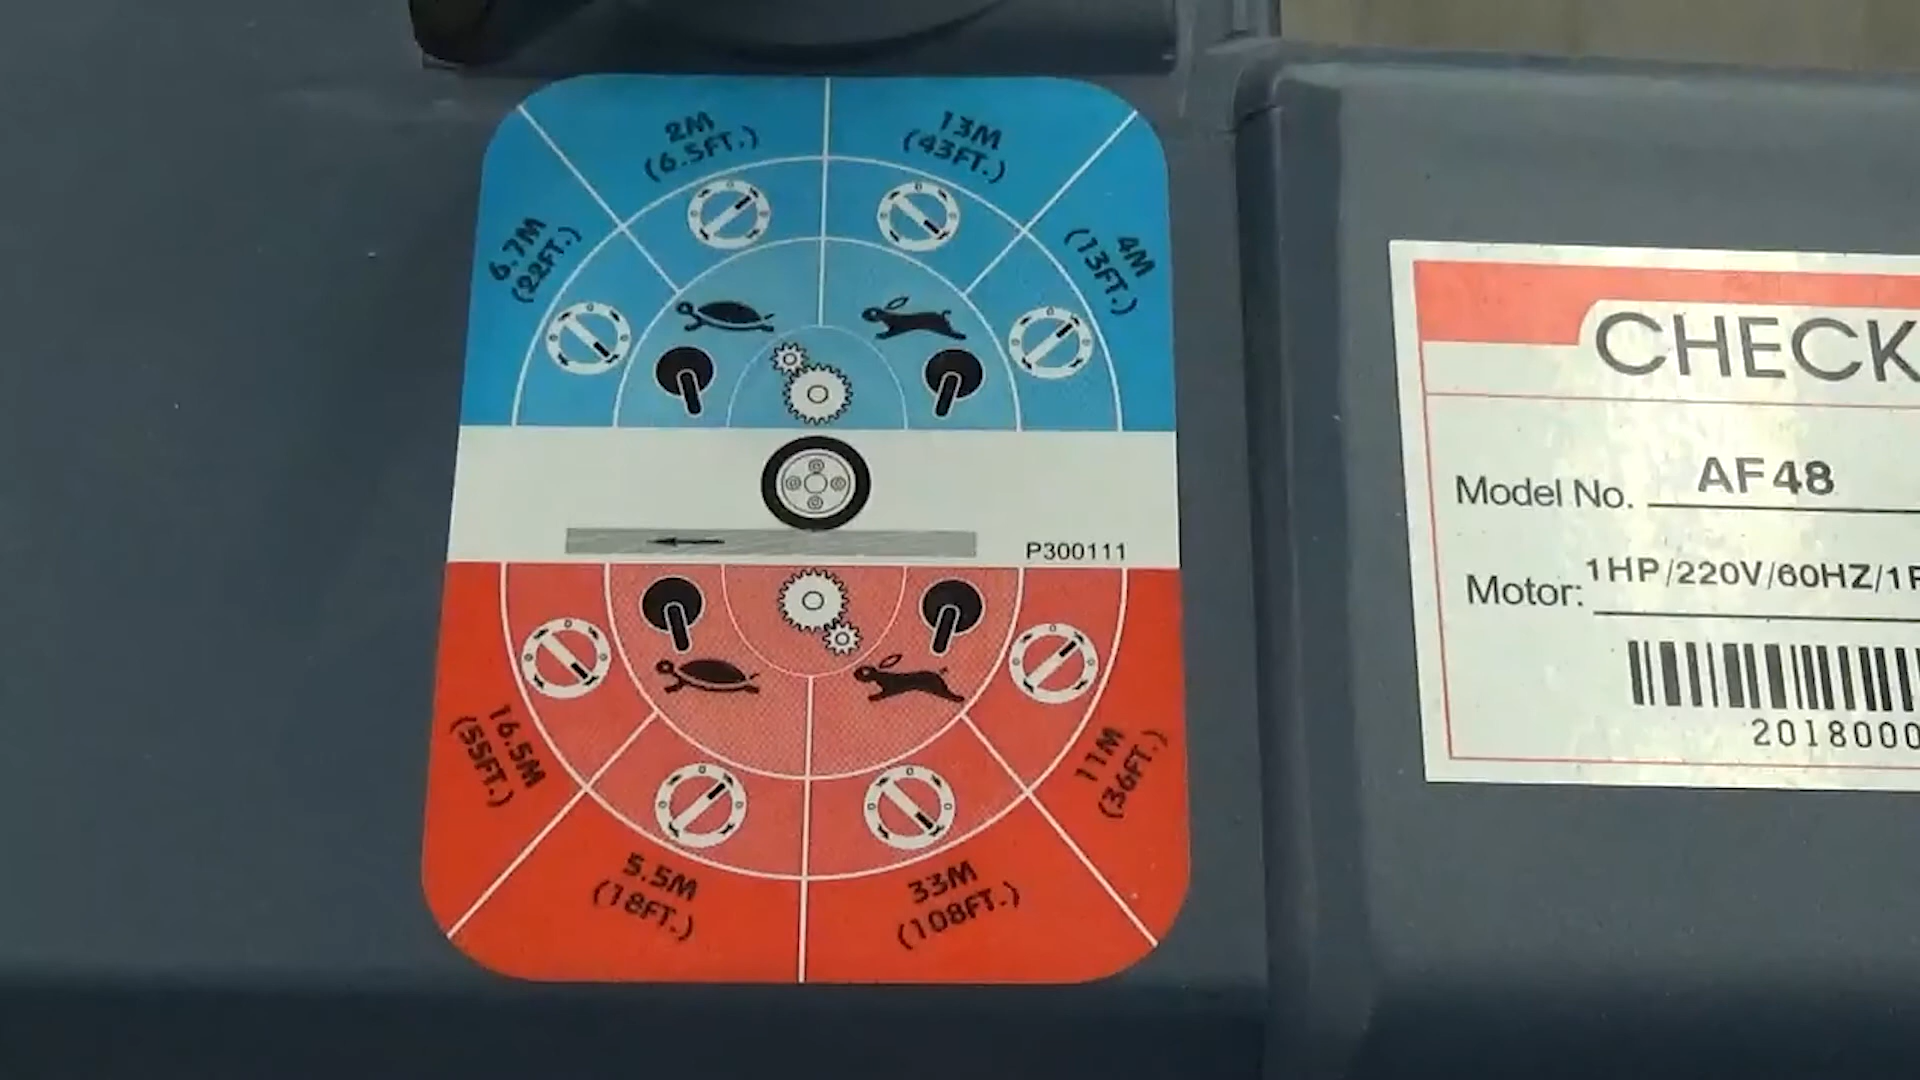 2M
(6.5FT.)
13M
(43FT.)
6.7M
(22FT.)
4M
(13FT.)
P300111
16.5M
(55FT.)
11M
(36FT.)
5.5M
(18FT.)
33M
(108FT.)
CHECK
Model No. AF48
Motor: 1HP/220V/60HZ/1P
2018000